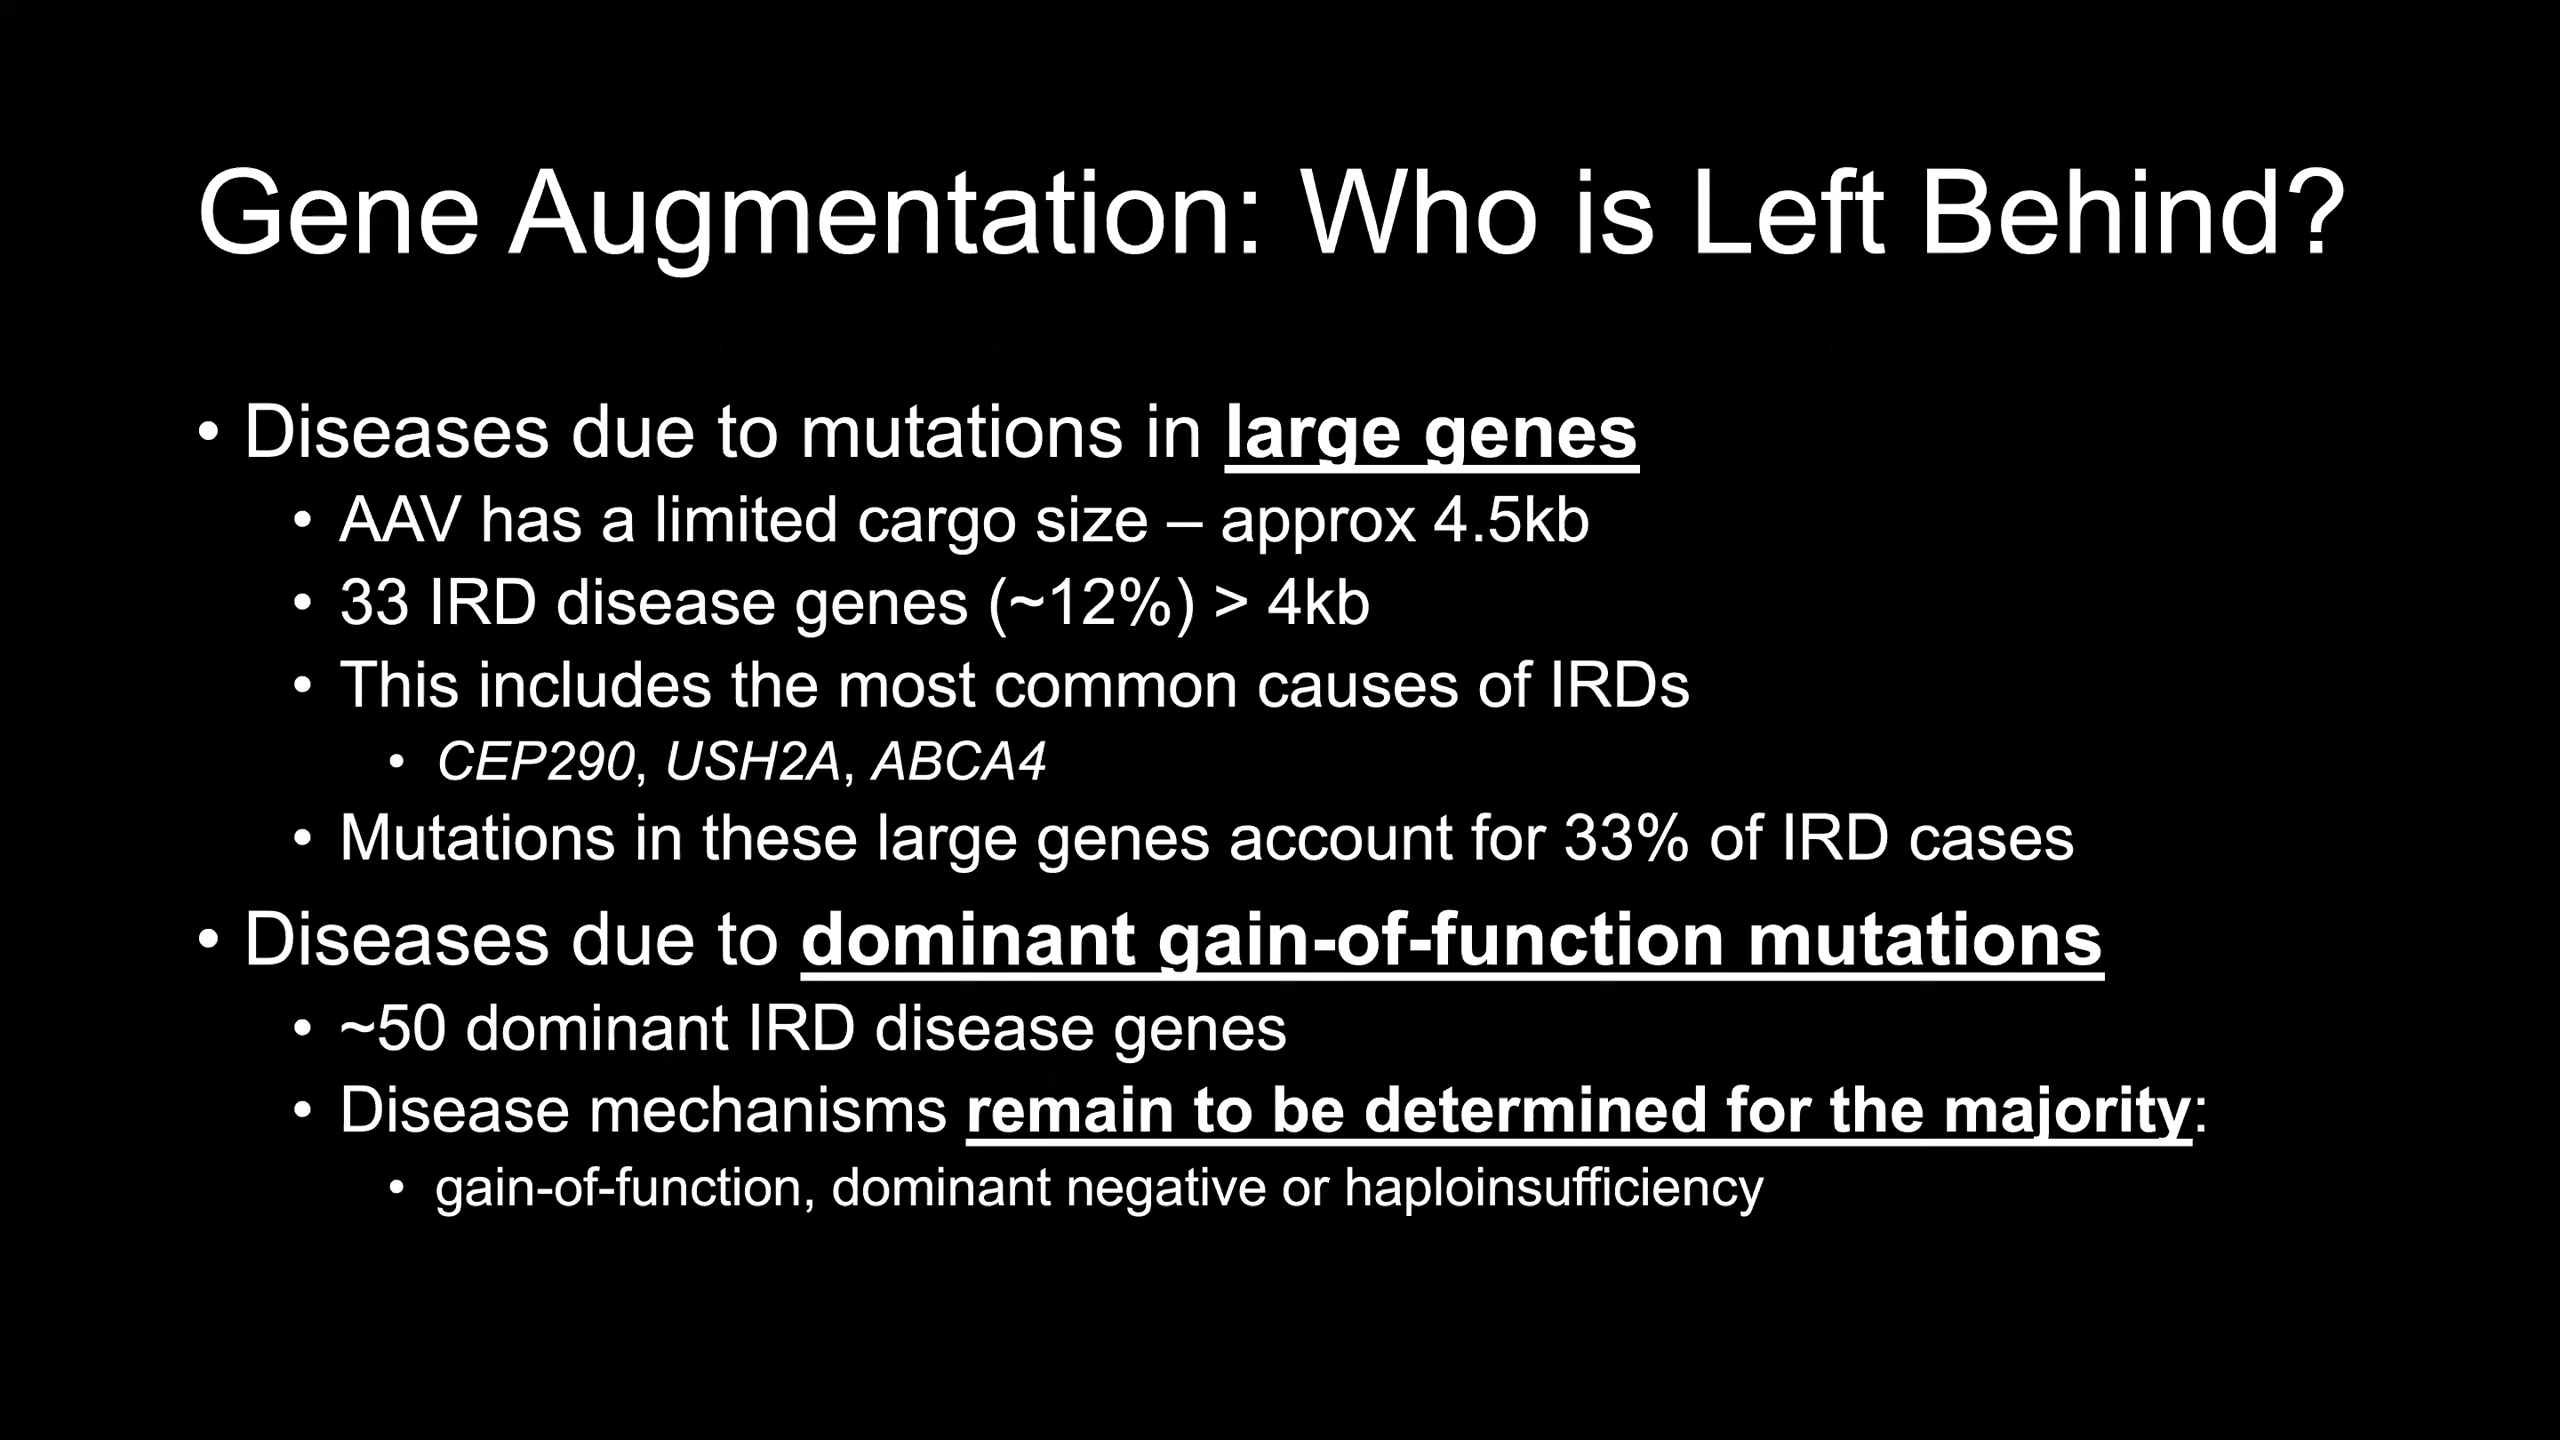 Gene Augmentation: Who is Left Behind?
• Diseases due to mutations in large genes
• AAV has a limited cargo size – approx 4.5kb
• 33 IRD disease genes (~12%) > 4kb
• This includes the most common causes of IRDs
• CEP290, USH2A, ABCA4
• Mutations in these large genes account for 33% of IRD cases
• Diseases due to dominant gain-of-function mutations
• ~50 dominant IRD disease genes
• Disease mechanisms remain to be determined for the majority:
• gain-of-function, dominant negative or haploinsufficiency